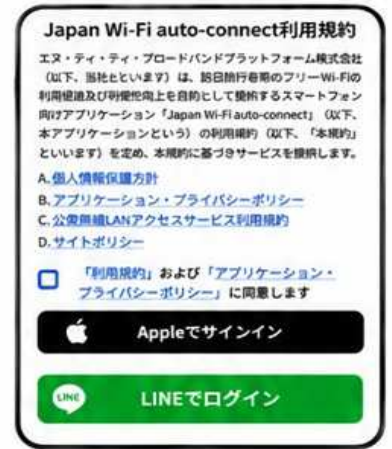 Japan Wi-Fi auto-connect利用規約
エヌ・ティ・ティ・ブロードバンドプラットフォーム株式会社
（以下、当社といいます）は、訪日旅行者のフリーWi-Fiの
利用促進及び利便性向上を目的として提供するスマートフォン
向けアプリケーション「Japan Wi-Fi auto-connect」（以下、
本アプリケーションという）の利用規約（以下、「本規約」
といいます）を定め、本規約に基づきサービスを提供します。
A.個人情報保護方針
B.アプリケーション・プライバシーポリシー
C.公衆無線LANアクセスサービス利用規約
D.サイトポリシー
「利用規約」および「アプリケーション・
プライバシーポリシー」に同意します
Appleでサインイン
LINE
LINEでログイン